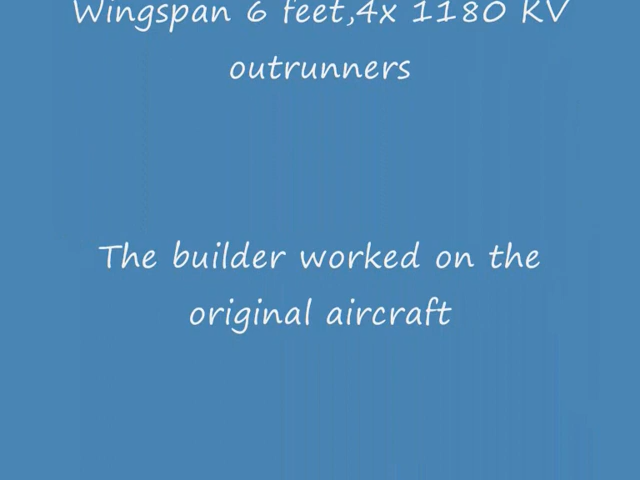 Wingspan 6 feet,4x 1180 KV
outrunners
The builder worked on the
original aircraft